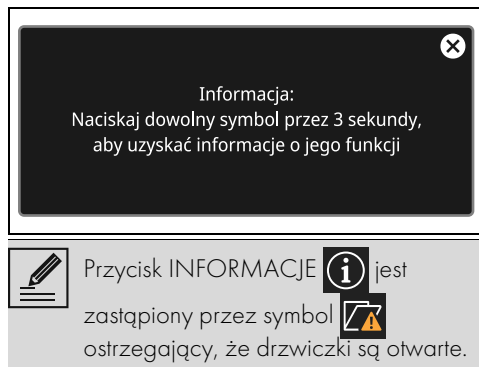 Informacja:
Naciskaj dowolny symbol przez 3 sekundy,
aby uzyskać informacje o jego funkcji
Przycisk INFORMACJE jest
zastąpiony przez symbol
ostrzegający, że drzwiczki są otwarte.